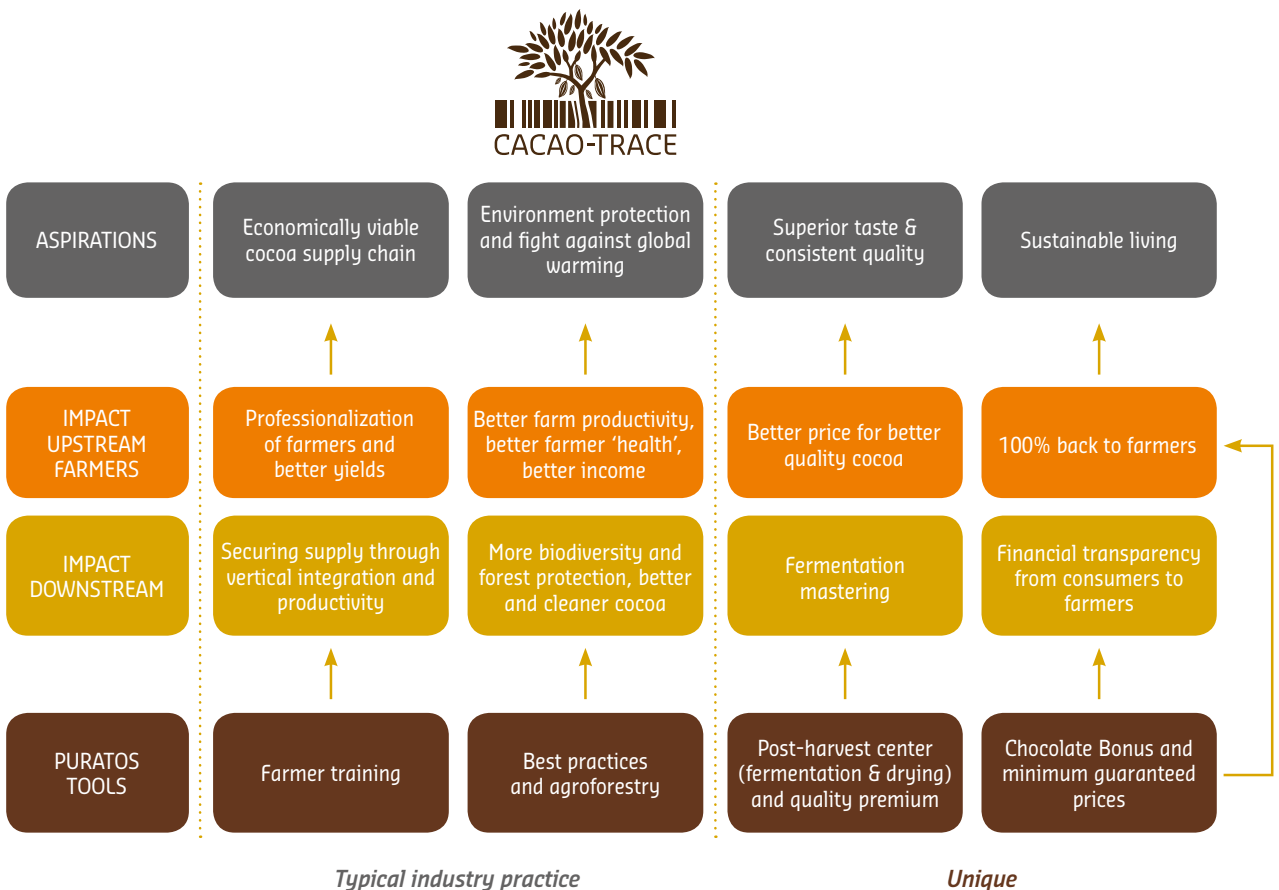 CACAO-TRACE
ASPIRATIONS
Economically viable
cocoa supply chain
Environment protection
and fight against global
warming
Superior taste &
consistent quality
Sustainable living
IMPACT
UPSTREAM
FARMERS
Professionalization
of farmers and
better yields
Better farm productivity,
better farmer ‘health’,
better income
Better price for better
quality cocoa
100% back to farmers
IMPACT
DOWNSTREAM
Securing supply through
vertical integration and
productivity
More biodiversity and
forest protection, better
and cleaner cocoa
Fermentation
mastering
Financial transparency
from consumers to
farmers
PURATOS
TOOLS
Farmer training
Best practices
and agroforestry
Post-harvest center
(fermentation & drying)
and quality premium
Chocolate Bonus and
minimum guaranteed
prices
Typical industry practice
Unique